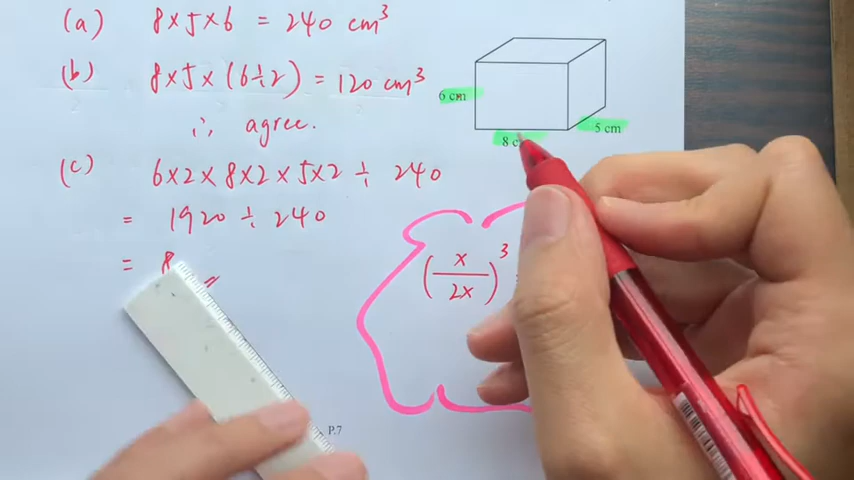 (a) 8×5×6 = 240 cm³
(b) 8×5×(6÷2) = 120 cm³
∴ agree.
(c) 6×2×8×2×5×2 ÷ 240
= 1920 ÷ 240
= 8
6 cm
5 cm
8 c
(x/2x)³
P.7